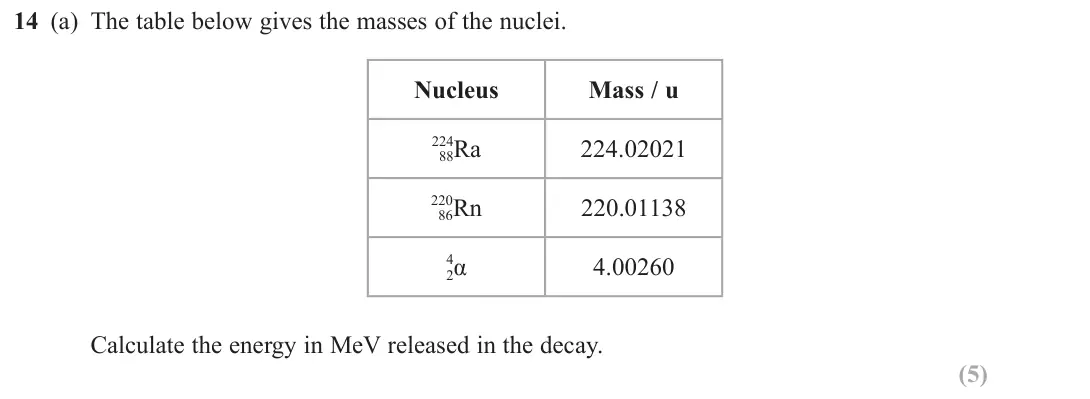 14 (a) The table below gives the masses of the nuclei.
Nucleus Mass / u
²²⁴₈₈Ra 224.02021
²²⁰₈₆Rn 220.01138
⁴₂α 4.00260
Calculate the energy in MeV released in the decay.
(5)